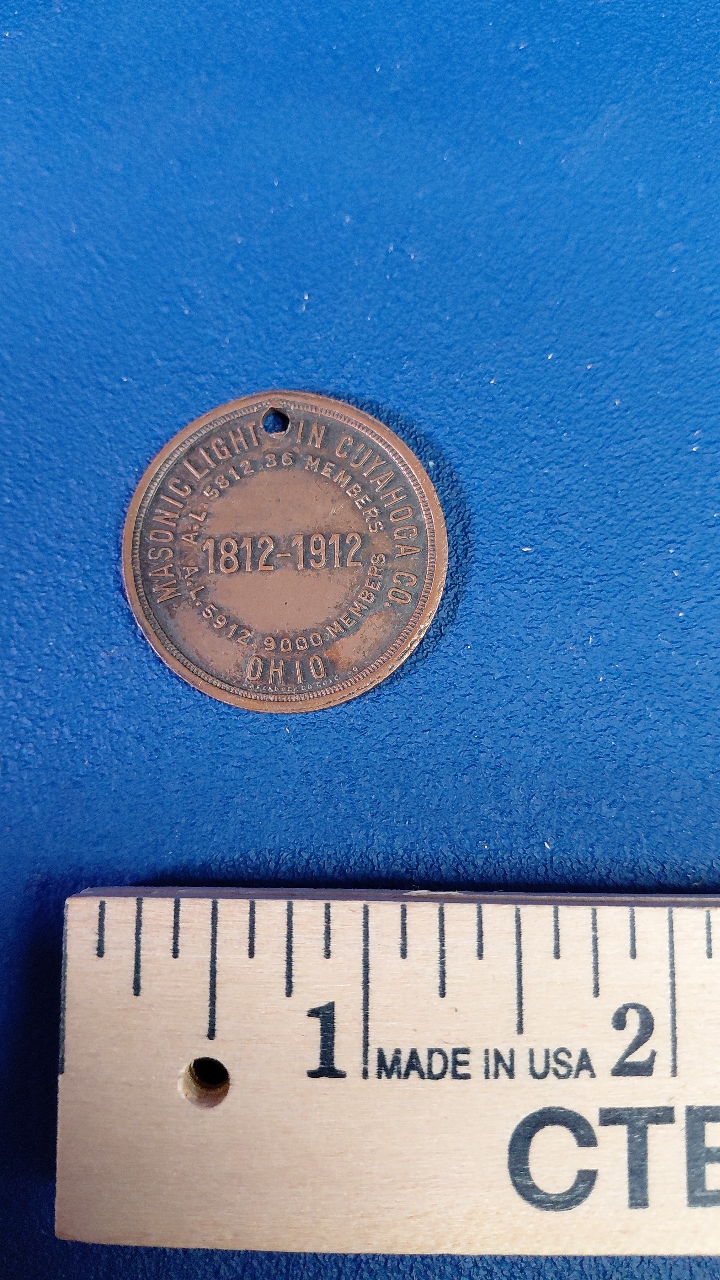 MASONIC LIGHT IN CUYAHOGA CO.
A.L. 5812. 36 MEMBERS
1812-1912
A.L. 5912. 9000 MEMBERS
OHIO
1 MADE IN USA 2